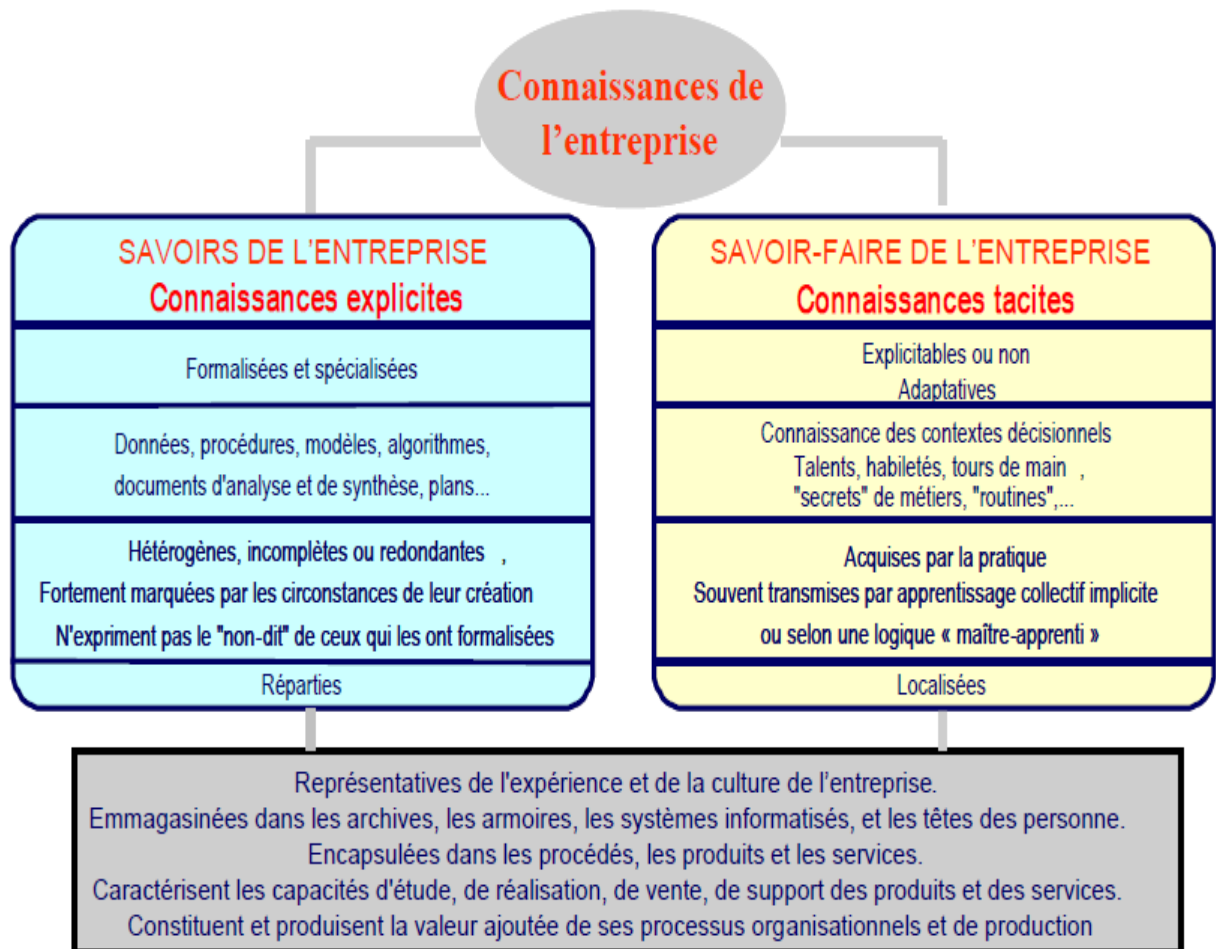 Connaissances de
l'entreprise
SAVOIRS DE L'ENTREPRISE
Connaissances explicites
Formalisées et spécialisées
Données, procédures, modèles, algorithmes,
documents d'analyse et de synthèse, plans...
Hétérogènes, incomplètes ou redondantes ,
Fortement marquées par les circonstances de leur création
N'expriment pas le "non-dit" de ceux qui les ont formalisées
Réparties
SAVOIR-FAIRE DE L'ENTREPRISE
Connaissances tacites
Explicitables ou non
Adaptatives
Connaissance des contextes décisionnels
Talents, habiletés, tours de main ,
"secrets" de métiers, "routines",...
Acquises par la pratique
Souvent transmises par apprentissage collectif implicite
ou selon une logique « maître-apprenti »
Localisées
Représentatives de l'expérience et de la culture de l'entreprise.
Emmagasinées dans les archives, les armoires, les systèmes informatisés, et les têtes des personne.
Encapsulées dans les procédés, les produits et les services.
Caractérisent les capacités d'étude, de réalisation, de vente, de support des produits et des services.
Constituent et produisent la valeur ajoutée de ses processus organisationnels et de production